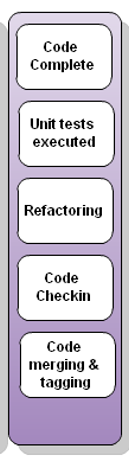 Code
Complete
Unit tests
executed
Refactoring
Code
Checkin
Code
merging &
tagging